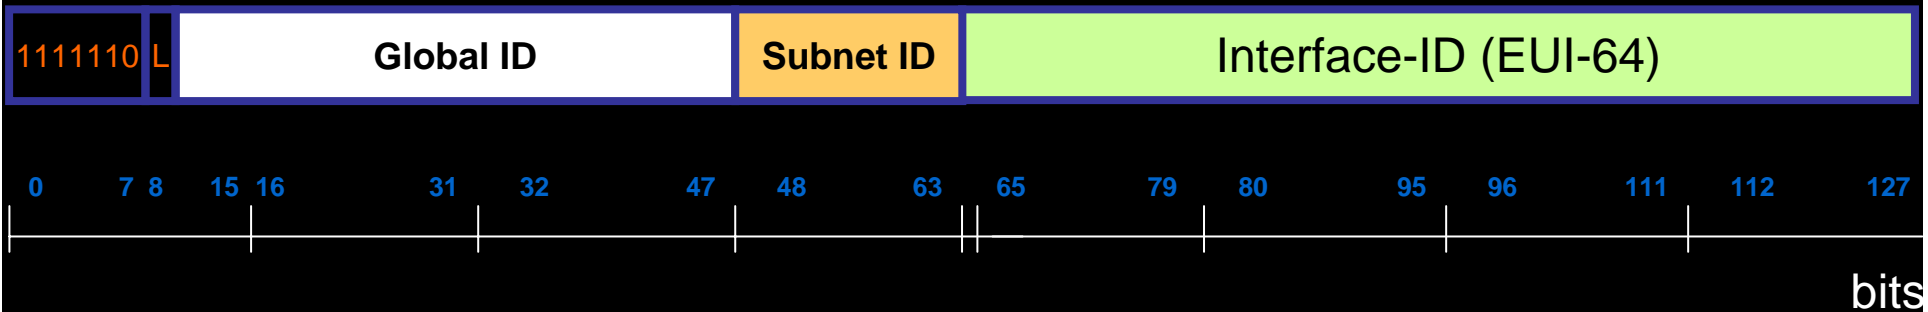 1111110 L Global ID Subnet ID Interface-ID (EUI-64)
0 7 8 15 16 31 32 47 48 63 65 79 80 95 96 111 112 127
bits